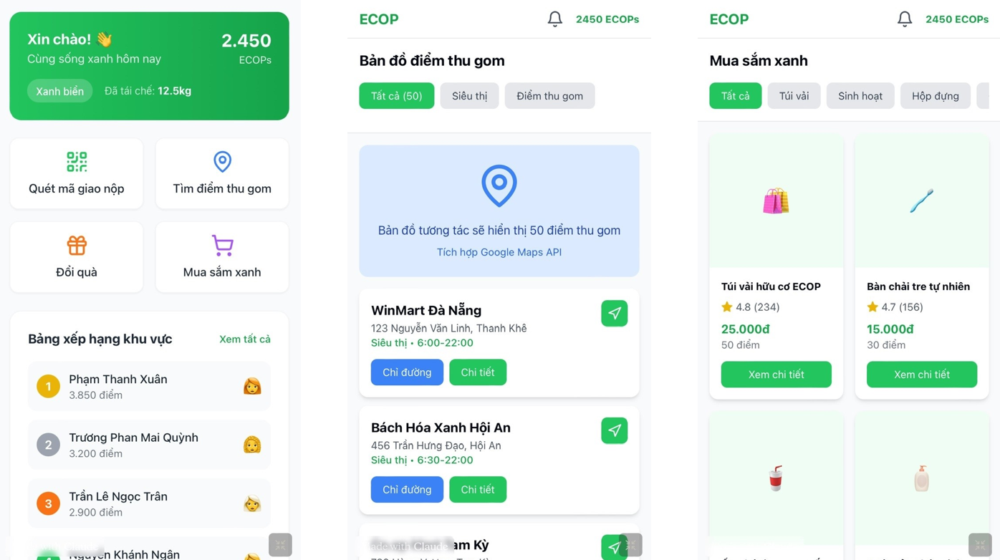 Xin chào! 👋
2.450
Cùng sống xanh hôm nay
ECOPs
Xanh biển
Đã tái chế: 12.5kg
Quét mã giao nộp
Tìm điểm thu gom
Đổi quà
Mua sắm xanh
Bảng xếp hạng khu vực
Xem tất cả
1
Phạm Thanh Xuân
3.850 điểm
2
Trương Phan Mai Quỳnh
3.200 điểm
3
Trần Lê Ngọc Trân
2.900 điểm
Nguyễn Khánh Ngân
ECOP
2450 ECOPs
Bản đồ điểm thu gom
Tất cả (50)
Siêu thị
Điểm thu gom
Bản đồ tương tác sẽ hiển thị 50 điểm thu gom
Tích hợp Google Maps API
WinMart Đà Nẵng
123 Nguyễn Văn Linh, Thanh Khê
Siêu thị • 6:00-22:00
Chỉ đường
Chi tiết
Bách Hóa Xanh Hội An
456 Trần Hưng Đạo, Hội An
Siêu thị • 6:30-22:00
Chỉ đường
Chi tiết
Tam Kỳ
ade with Claude
ECOP
2450 ECOPs
Mua sắm xanh
Tất cả
Túi vải
Sinh hoạt
Hộp đựng
Túi vải hữu cơ ECOP
4.8 (234)
25.000đ
50 điểm
Xem chi tiết
Bàn chải tre tự nhiên
4.7 (156)
15.000đ
30 điểm
Xem chi tiết